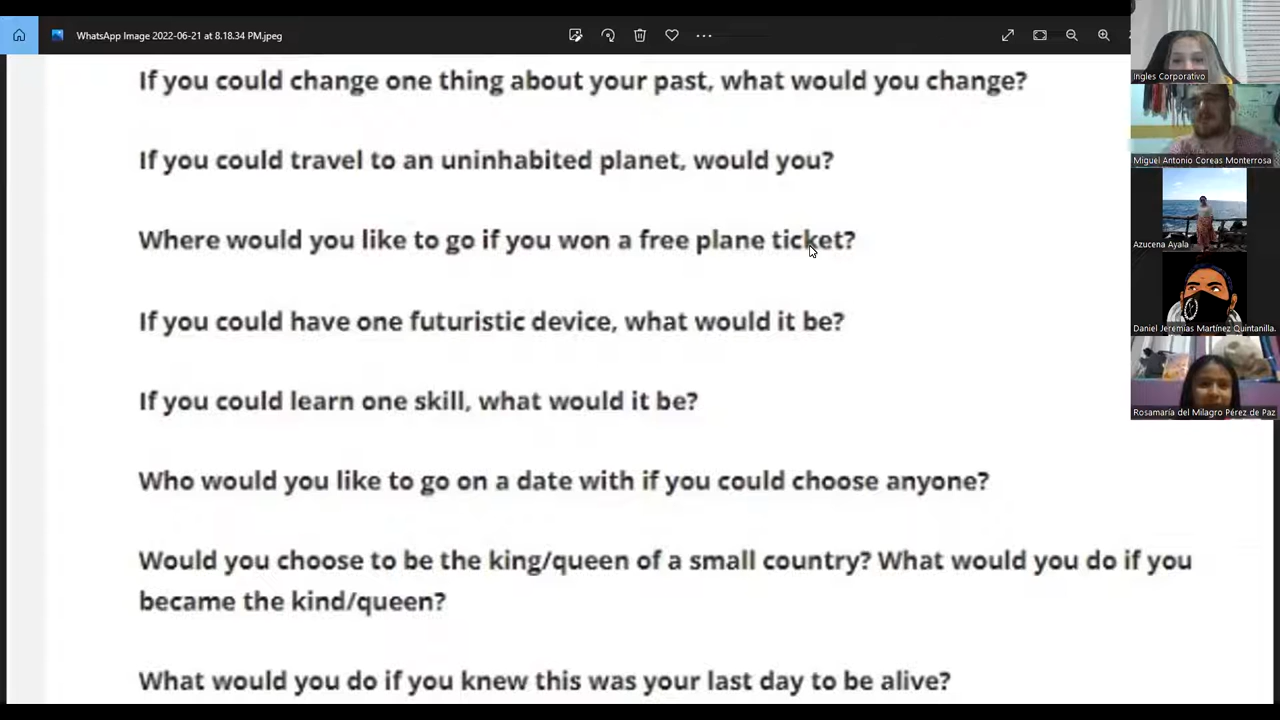 WhatsApp Image 2022-06-21 at 8.18.34 PM.jpeg
If you could change one thing about your past, what would you change?
If you could travel to an uninhabited planet, would you?
Where would you like to go if you won a free plane ticket?
If you could have one futuristic device, what would it be?
If you could learn one skill, what would it be?
Who would you like to go on a date with if you could choose anyone?
Would you choose to be the king/queen of a small country? What would you do if you
became the kind/queen?
What would you do if you knew this was your last day to be alive?
Ingles Corporativo
Miguel Antonio Coreas Monterrosa
Azucena Ayala
Daniel Jeremias Martínez Quintanilla.
Rosamaría del Milagro Pérez de Paz